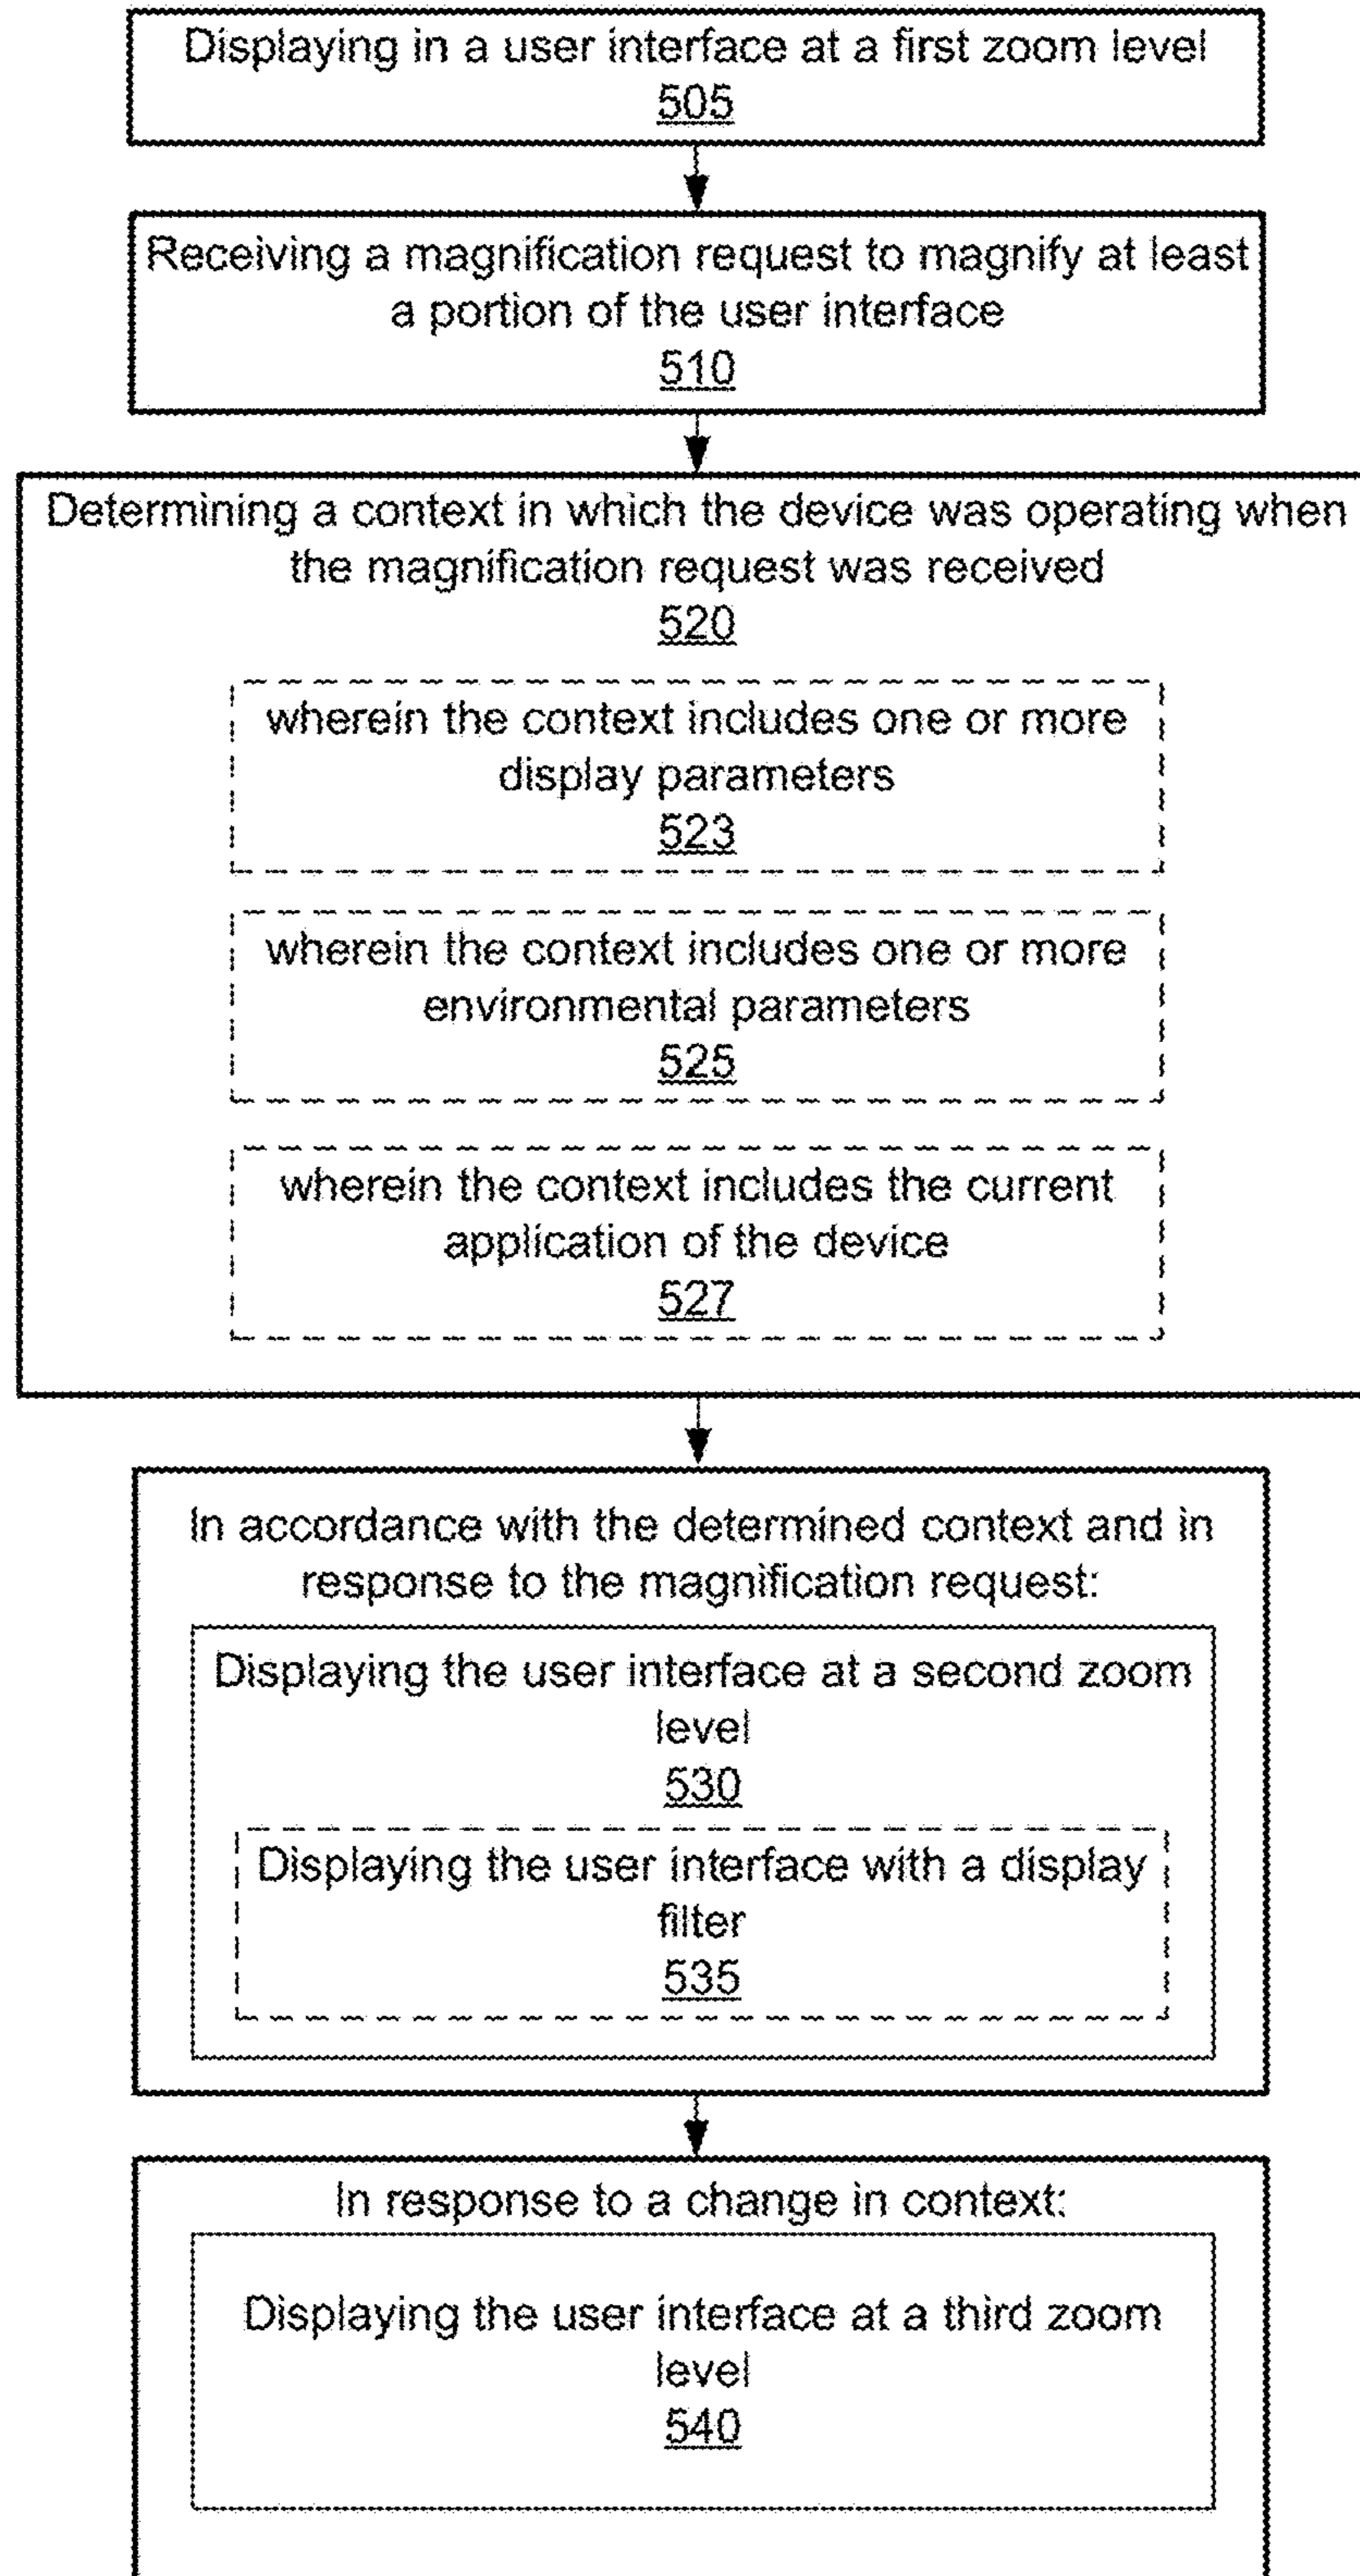 Displaying in a user interface at a first zoom level
505
Receiving a magnification request to magnify at least
a portion of the user interface
510
Determining a context in which the device was operating when
the magnification request was received
520
wherein the context includes one or more
display parameters
523
wherein the context includes one or more
environmental parameters
525
wherein the context includes the current
application of the device
527
In accordance with the determined context and in
response to the magnification request:
Displaying the user interface at a second zoom
level
530
Displaying the user interface with a display
filter
535
In response to a change in context:
Displaying the user interface at a third zoom
level
540